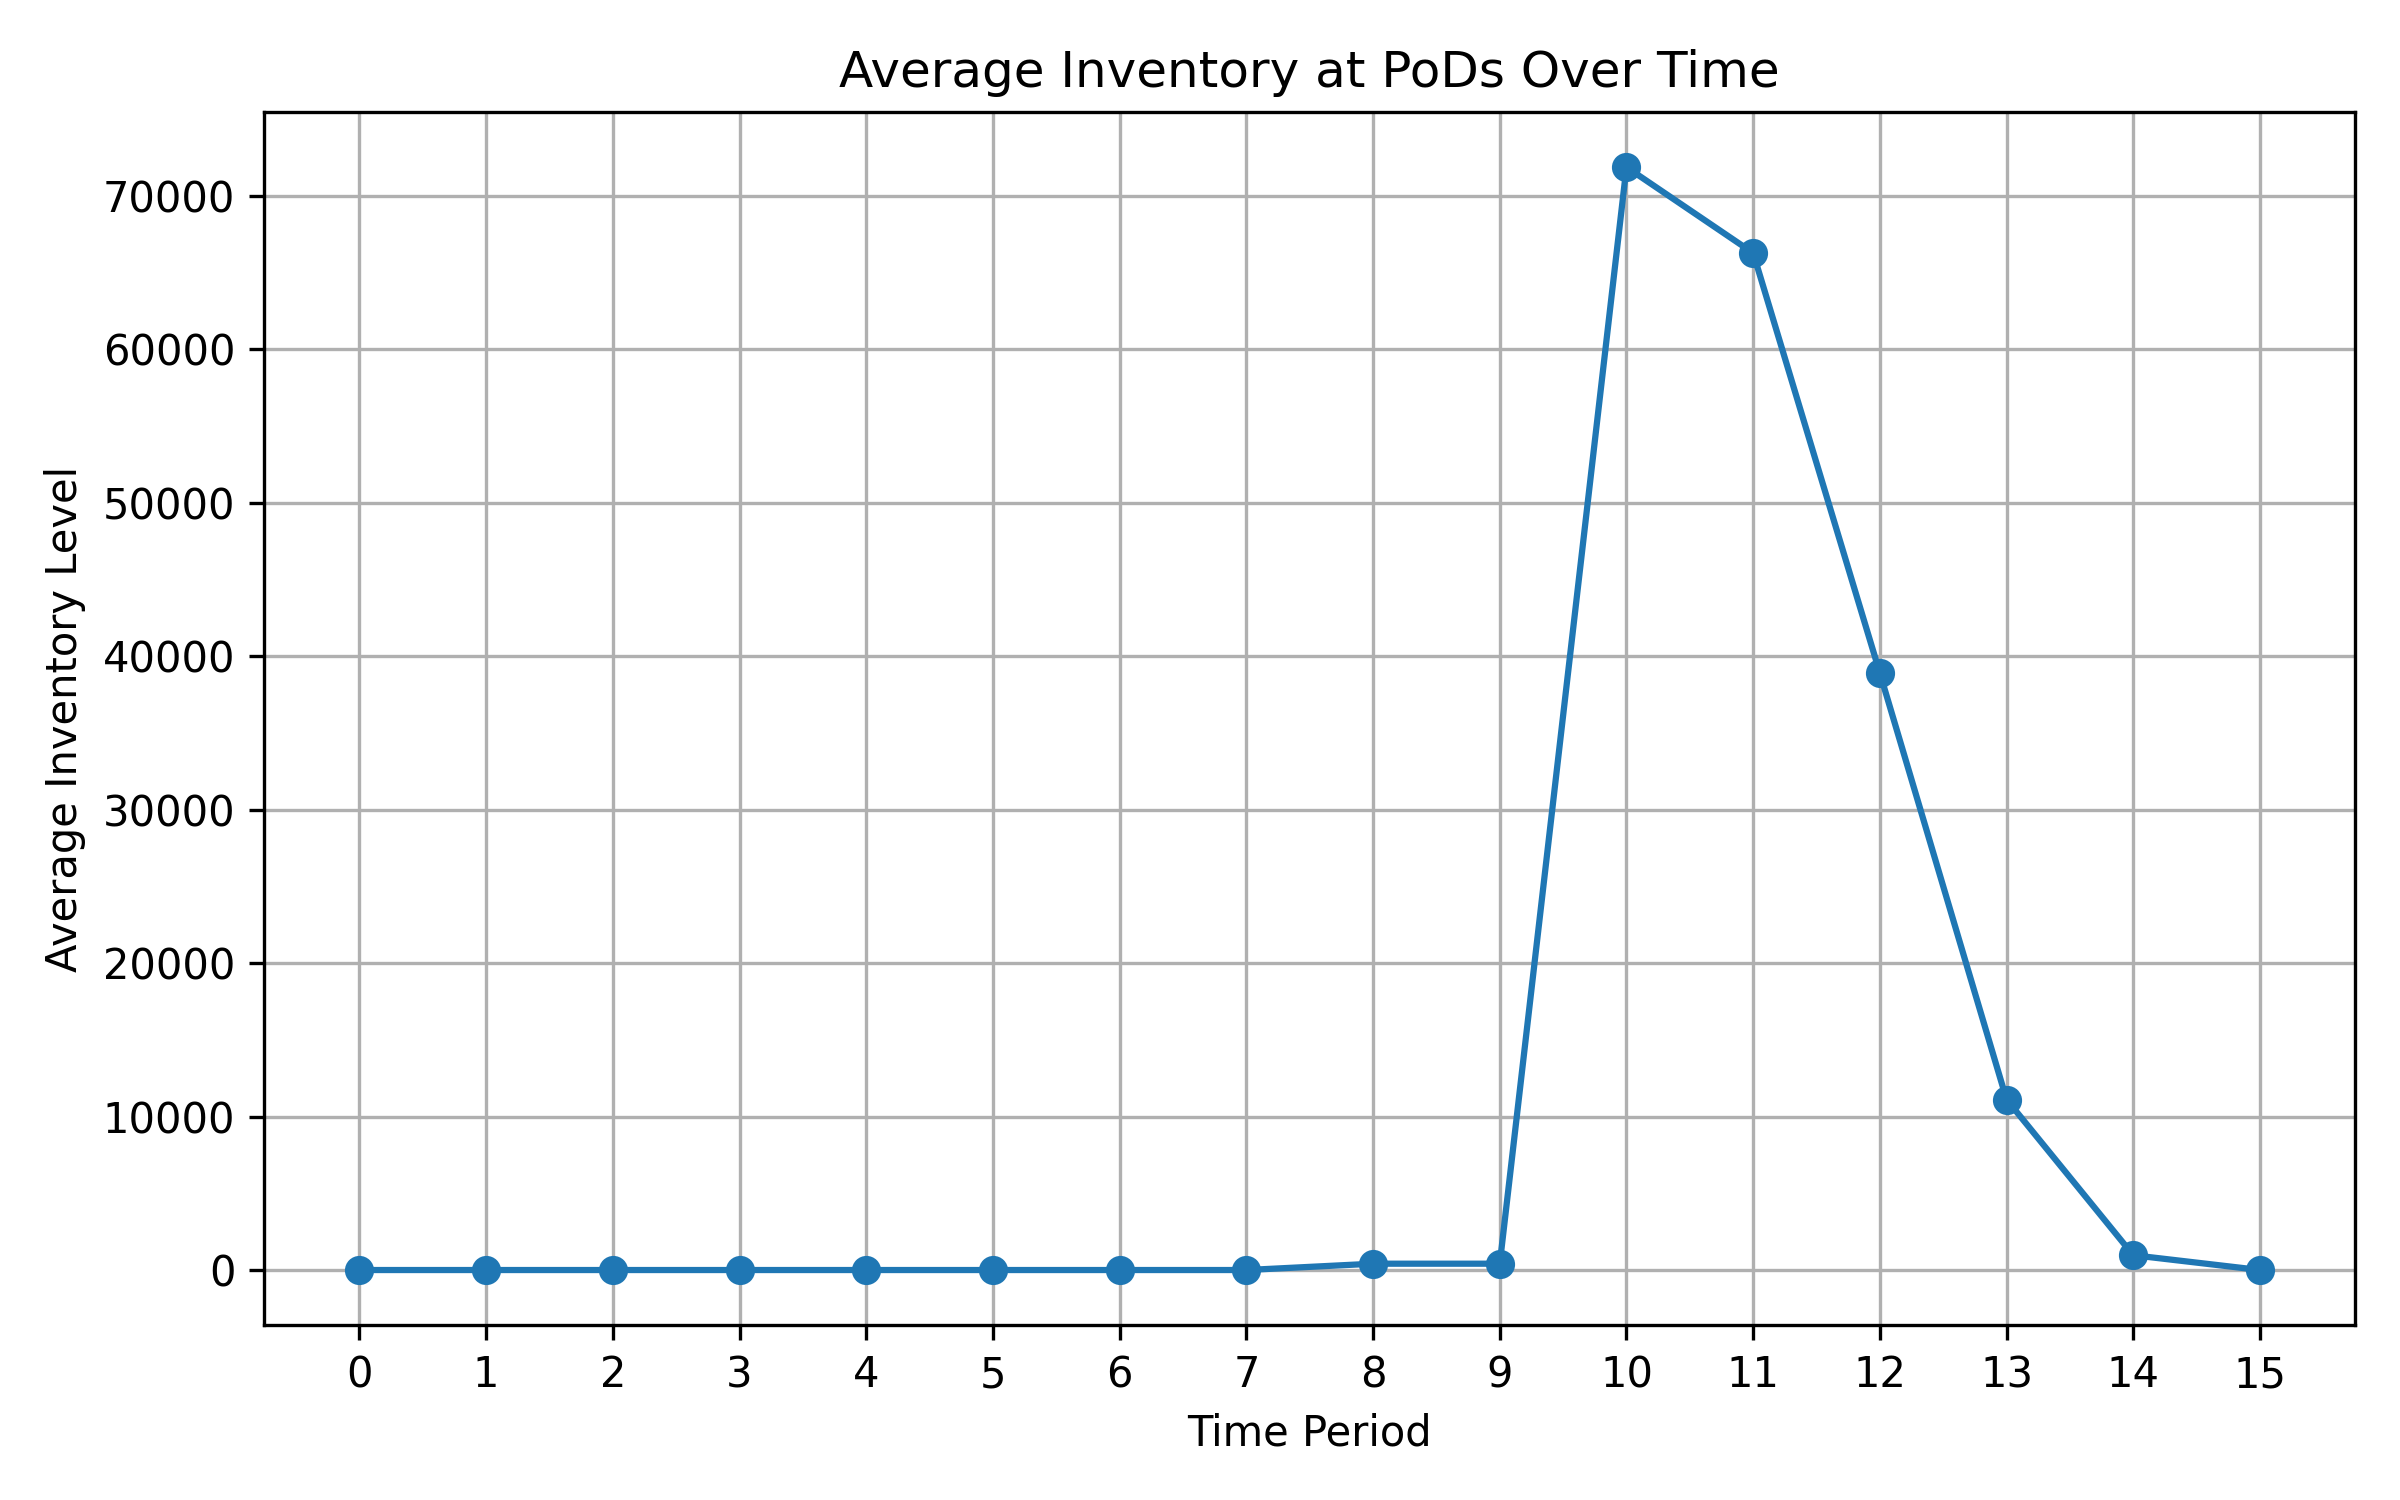 Average Inventory at PoDs Over Time
Average Inventory Level
70000
60000
50000
40000
30000
20000
10000
0
0 1 2 3 4 5 6 7 8 9 10 11 12 13 14 15
Time Period